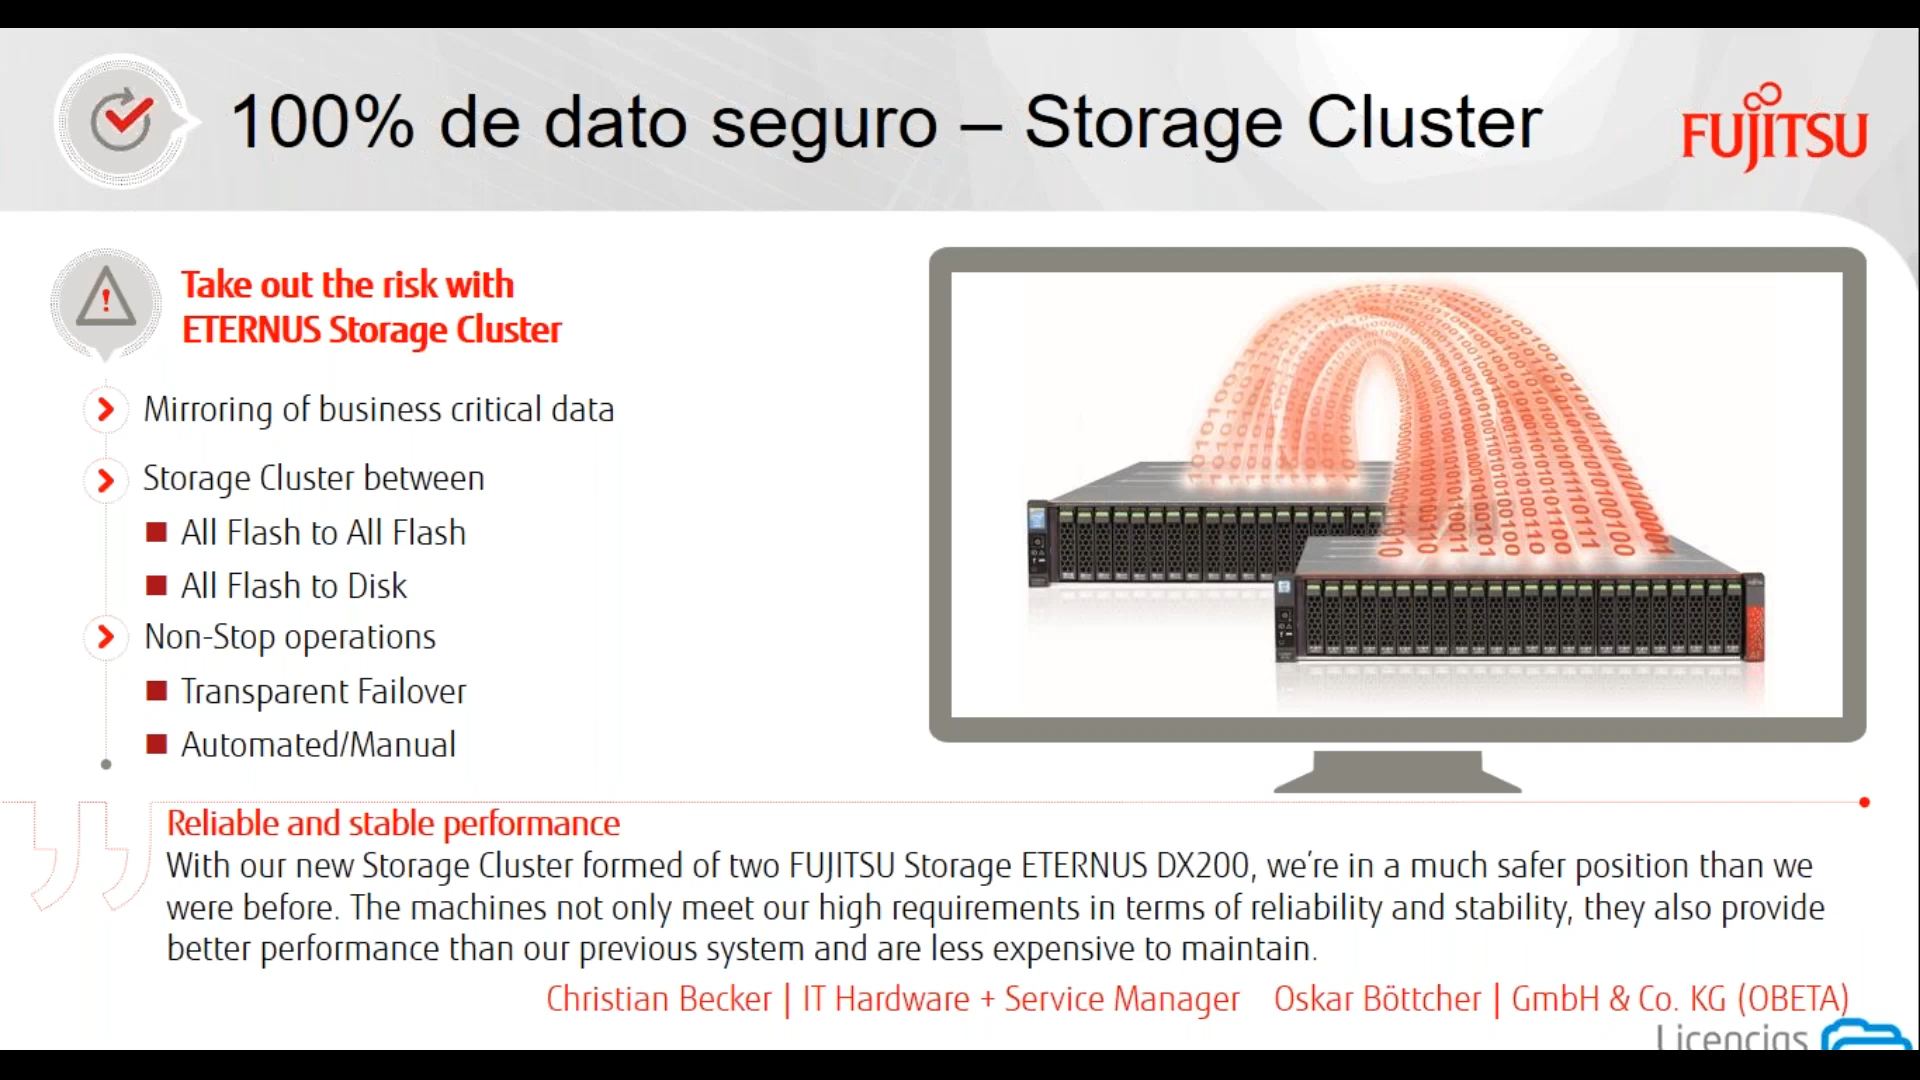 100% de dato seguro – Storage Cluster
FUJITSU
Take out the risk with
ETERNUS Storage Cluster
Mirroring of business critical data
Storage Cluster between
All Flash to All Flash
All Flash to Disk
Non-Stop operations
Transparent Failover
Automated/Manual
Reliable and stable performance
With our new Storage Cluster formed of two FUJITSU Storage ETERNUS DX200, we’re in a much safer position than we
were before. The machines not only meet our high requirements in terms of reliability and stability, they also provide
better performance than our previous system and are less expensive to maintain.
Christian Becker | IT Hardware + Service Manager Oskar Böttcher | GmbH & Co. KG (OBETA)
Licencias